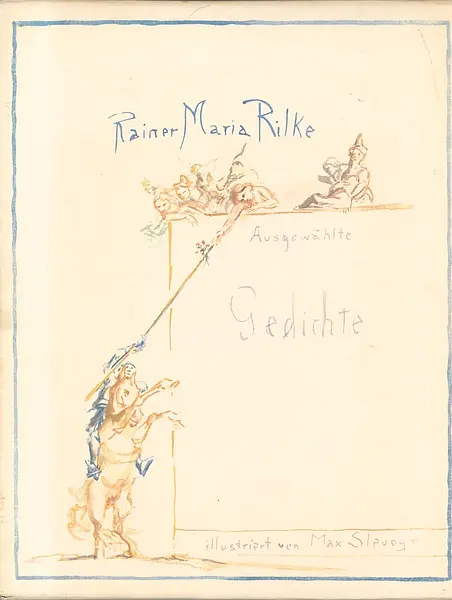 Rainer Maria Rilke
Ausgewählte
Gedichte
illustriert von Max Slevogt